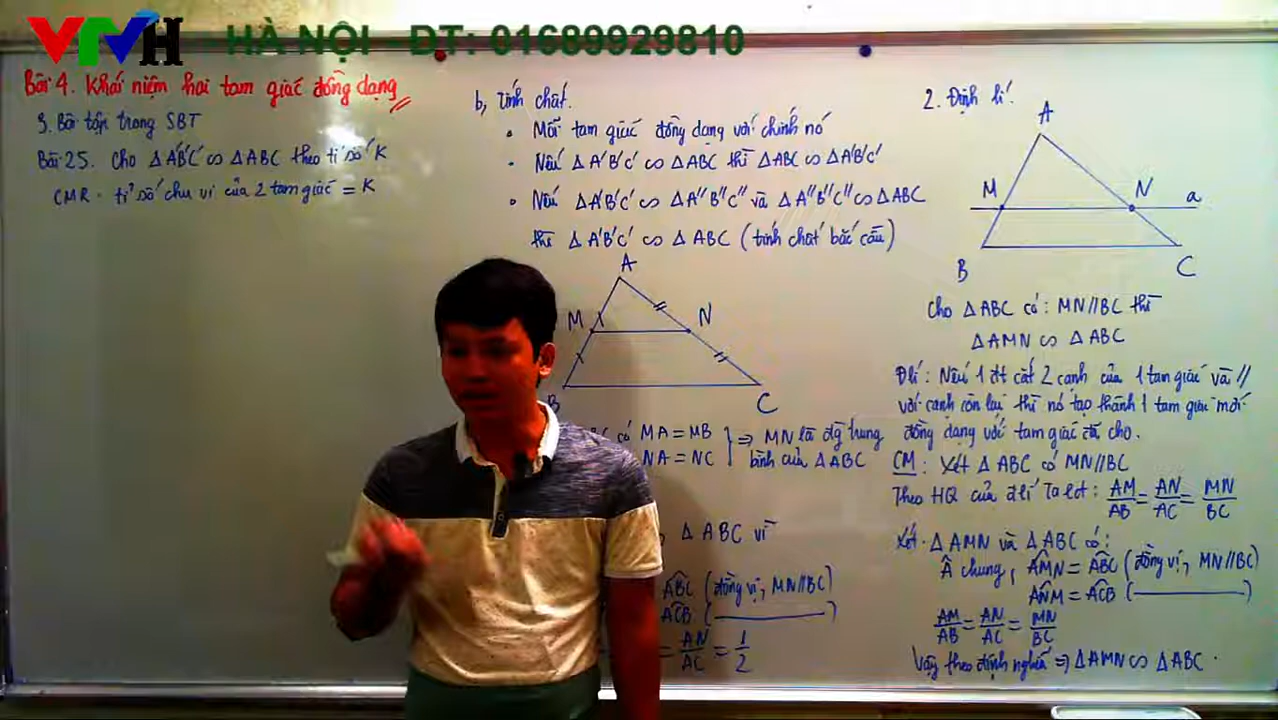 VTVH - HÀ NỘI - ĐT: 01689929810
Bài 4. Khái niệm hai tam giác đồng dạng
3. Bài tập trong SBT
Bài 25. Cho ΔA'B'C' ∽ ΔABC theo tỉ số K
CMR: tỉ số chu vi của 2 tam giác = K
b, Tính chất.
• Mỗi tam giác đồng dạng với chính nó
• Nếu ΔA'B'C' ∽ ΔABC thì ΔABC ∽ ΔA'B'C'
• Nếu ΔA'B'C' ∽ ΔA''B''C'' và ΔA''B''C'' ∽ ΔABC
thì ΔA'B'C' ∽ ΔABC (tính chất bắc cầu)
A
M N
B C
có MA = MB
NA = NC
⇒ MN là đg trung
bình của ΔABC
ΔABC vì
ABC (đồng vị, MN//BC)
ACB (
= AN/AC = 1/2
2. Định lí.
A
M N a
B C
Cho ΔABC có: MN//BC thì
ΔAMN ∽ ΔABC
Đlí: Nếu 1 đt cắt 2 cạnh của 1 tam giác và //
với cạnh còn lại thì nó tạo thành 1 tam giác mới
đồng dạng với tam giác đã cho.
CM: Xét ΔABC có MN//BC
Theo HQ của đlí Talet: AM/AB = AN/AC = MN/BC
Xét ΔAMN và ΔABC có:
Â chung, AMN = ABC (đồng vị, MN//BC)
ANM = ACB (
AM/AB = AN/AC = MN/BC
Vậy theo định nghĩa ⇒ ΔAMN ∽ ΔABC.